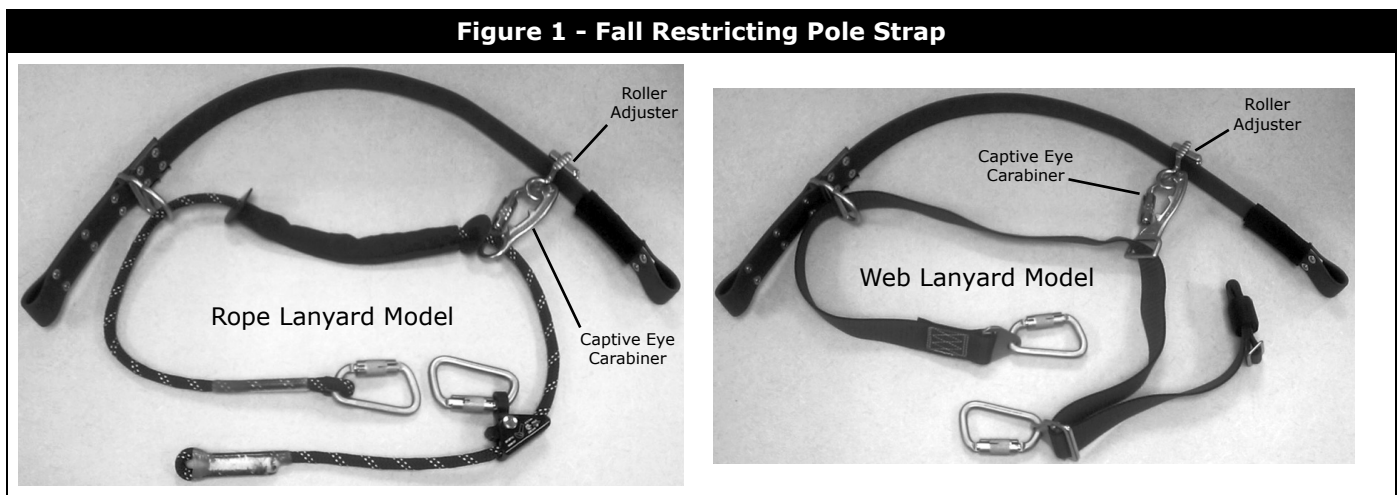 Figure 1 - Fall Restricting Pole Strap
Roller
Adjuster
Rope Lanyard Model
Captive Eye
Carabiner
Roller
Adjuster
Captive Eye
Carabiner
Web Lanyard Model